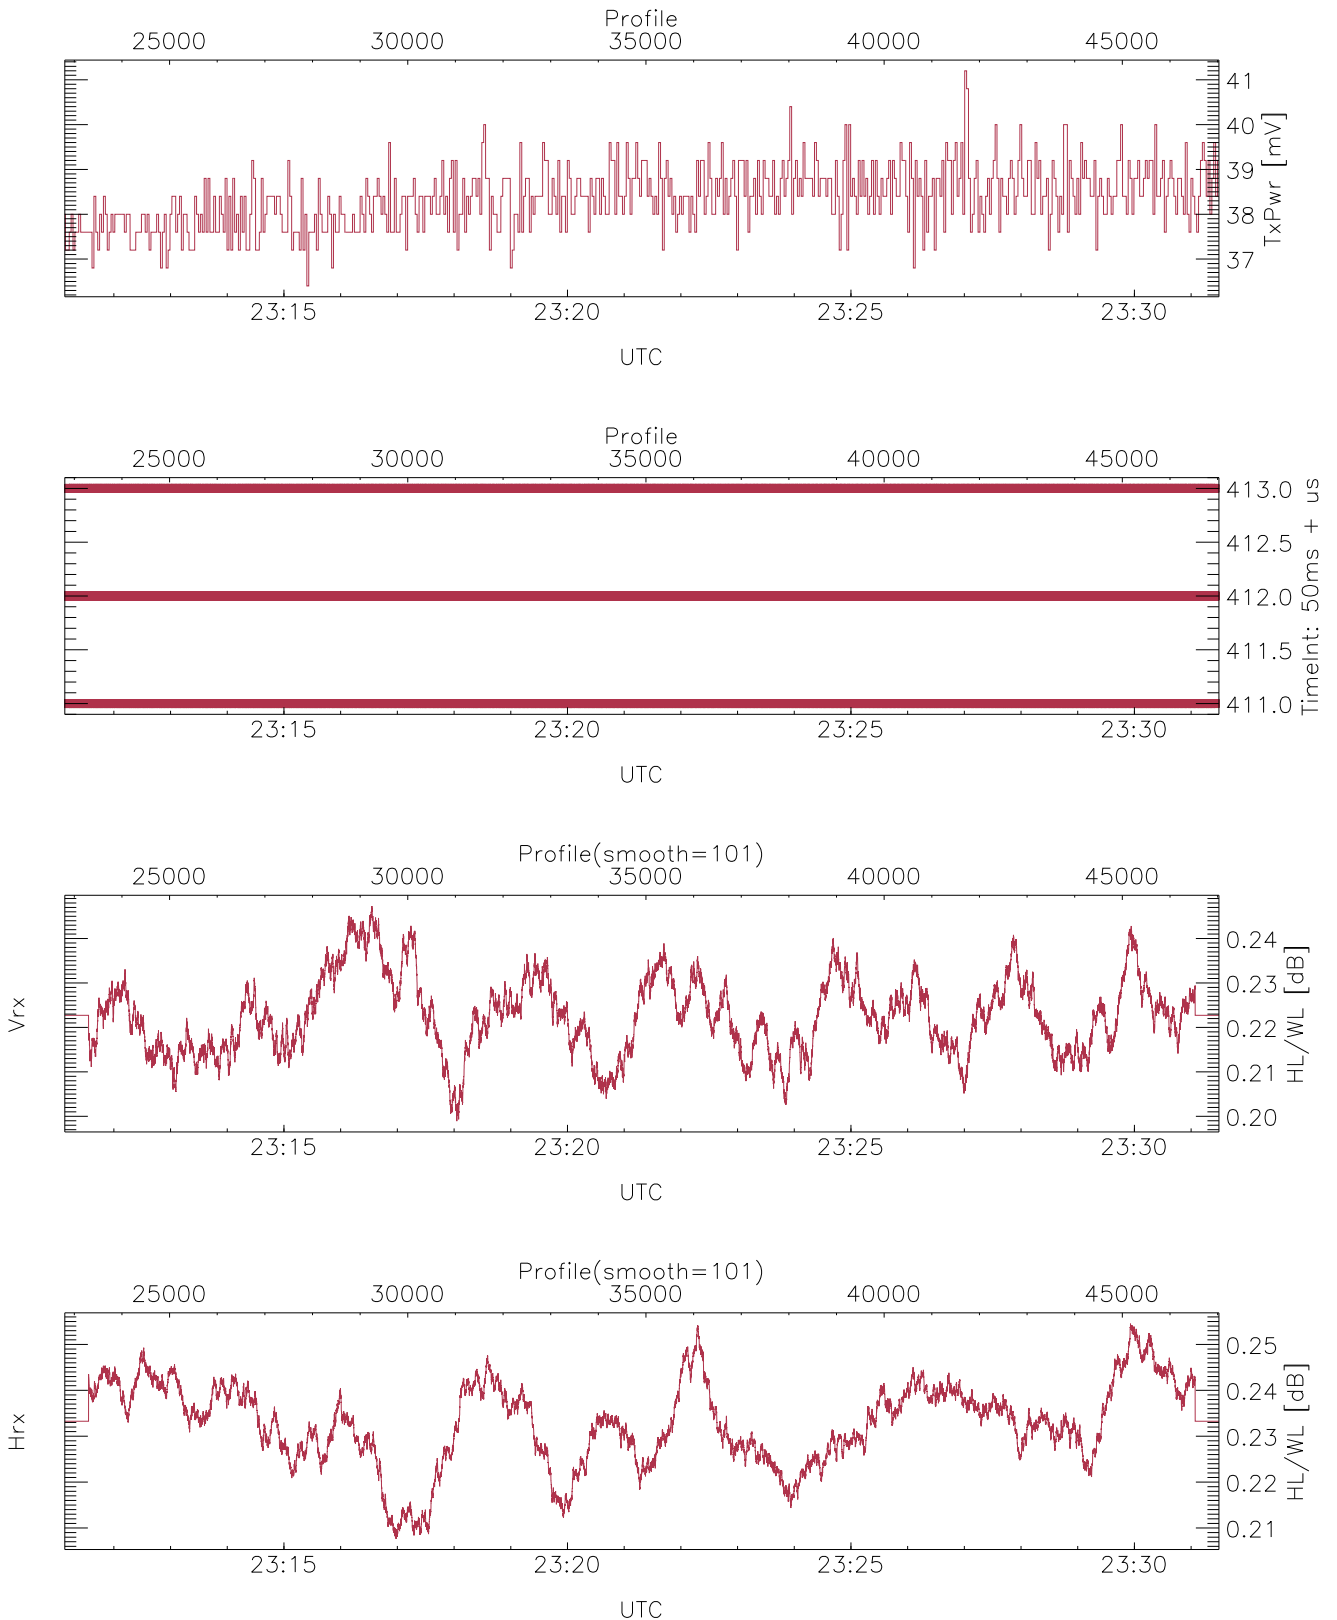 Profile
25000 30000 35000 40000 45000
41
40
39
38
37
TxPwr [mV]
23:15 23:20 23:25 23:30
UTC
Profile
25000 30000 35000 40000 45000
413.0
412.5
412.0
411.5
411.0
TimeInt: 50ms + us
23:15 23:20 23:25 23:30
UTC
Profile(smooth=101)
25000 30000 35000 40000 45000
Vrx
0.24
0.23
0.22
0.21
0.20
HL/WL [dB]
23:15 23:20 23:25 23:30
UTC
Profile(smooth=101)
25000 30000 35000 40000 45000
Hrx
0.25
0.24
0.23
0.22
0.21
HL/WL [dB]
23:15 23:20 23:25 23:30
UTC